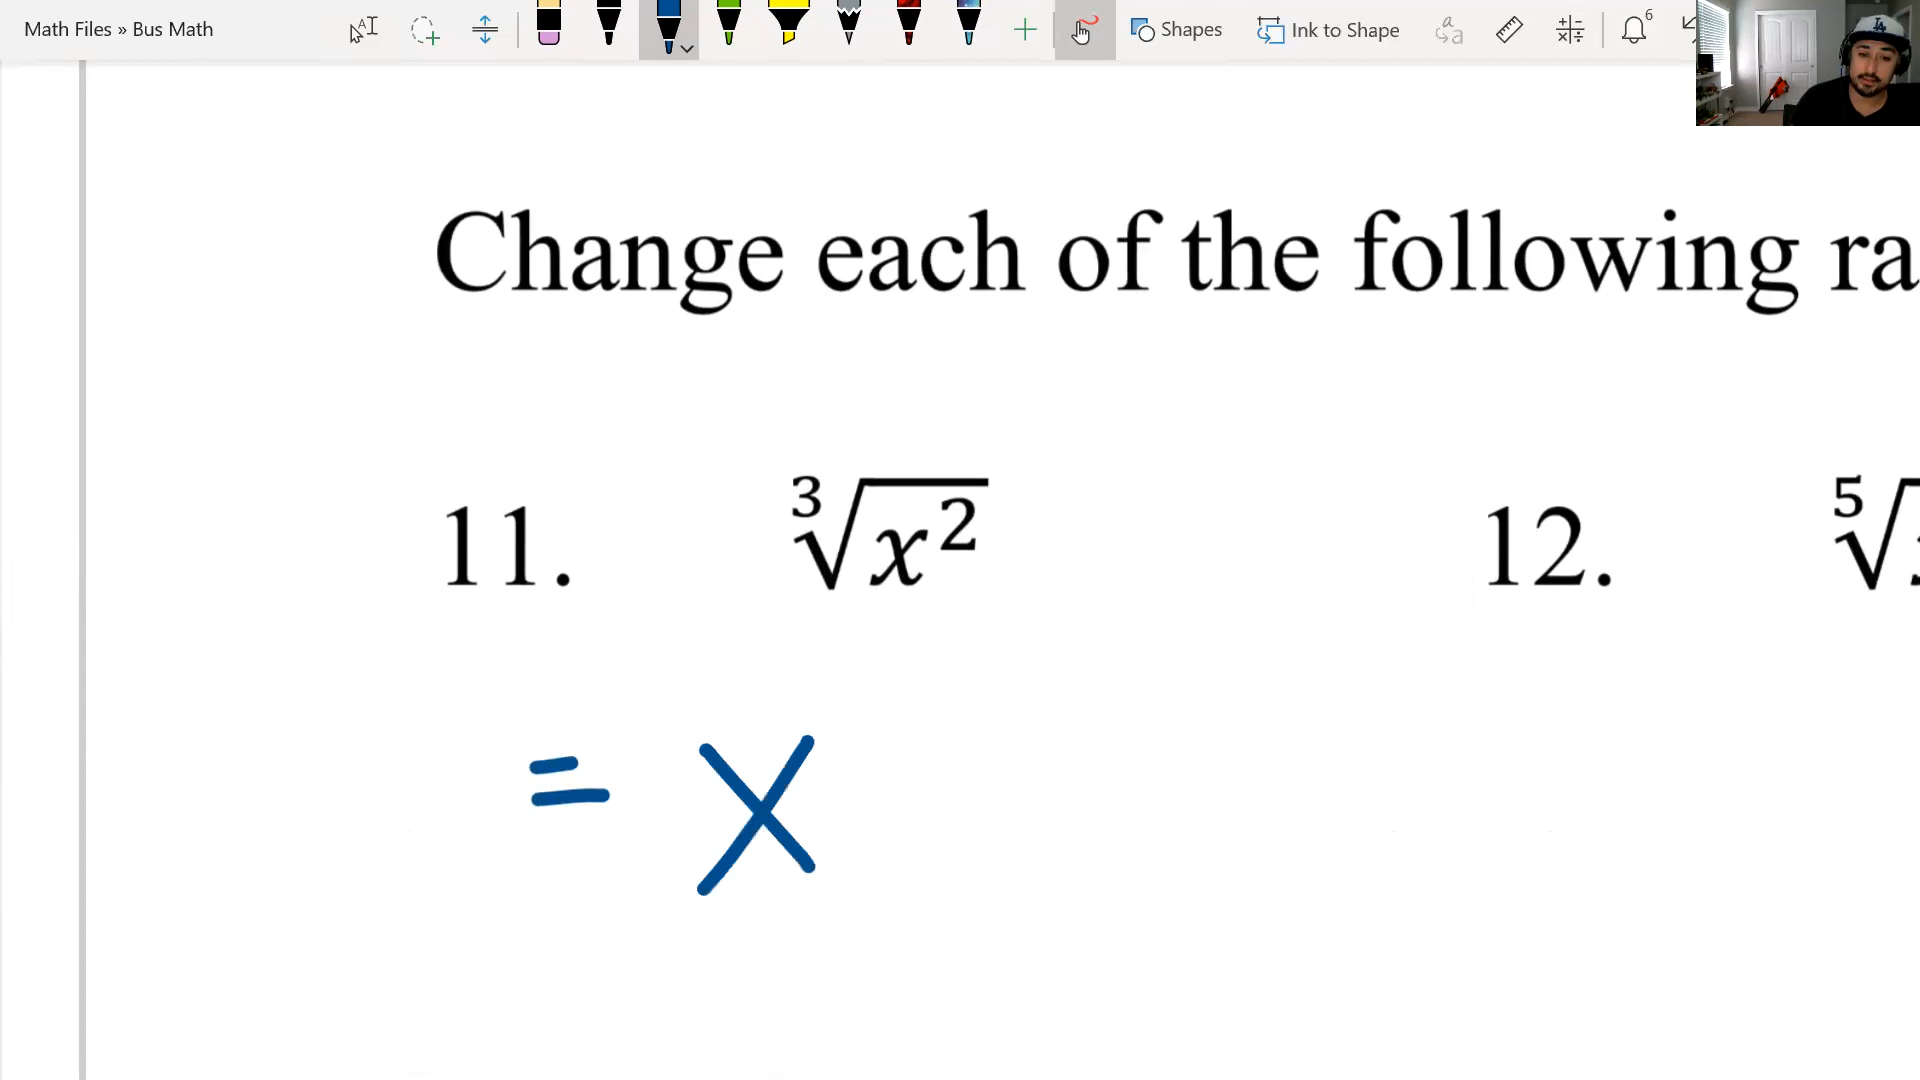 Math Files » Bus Math
Shapes
Ink to Shape
6
LA
Change each of the following ra
11. ∛x² 12. ⁵√
= X